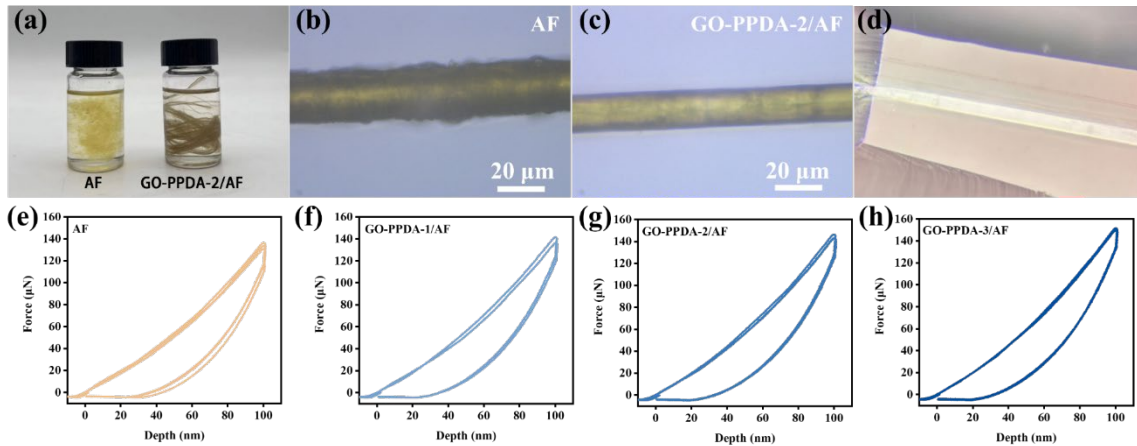 (a)
AF
GO-PPDA-2/AF
(b)
AF
20 μm
(c)
GO-PPDA-2/AF
20 μm
(d)
(e)
AF
160
140
120
100
80
60
40
20
0
Force (μN)
0 20 40 60 80 100
Depth (nm)
(f)
GO-PPDA-1/AF
160
140
120
100
80
60
40
20
0
Force (μN)
0 20 40 60 80 100
Depth (nm)
(g)
GO-PPDA-2/AF
160
140
120
100
80
60
40
20
0
Force (μN)
0 20 40 60 80 100
Depth (nm)
(h)
GO-PPDA-3/AF
160
140
120
100
80
60
40
20
0
Force (μN)
0 20 40 60 80 100
Depth (nm)